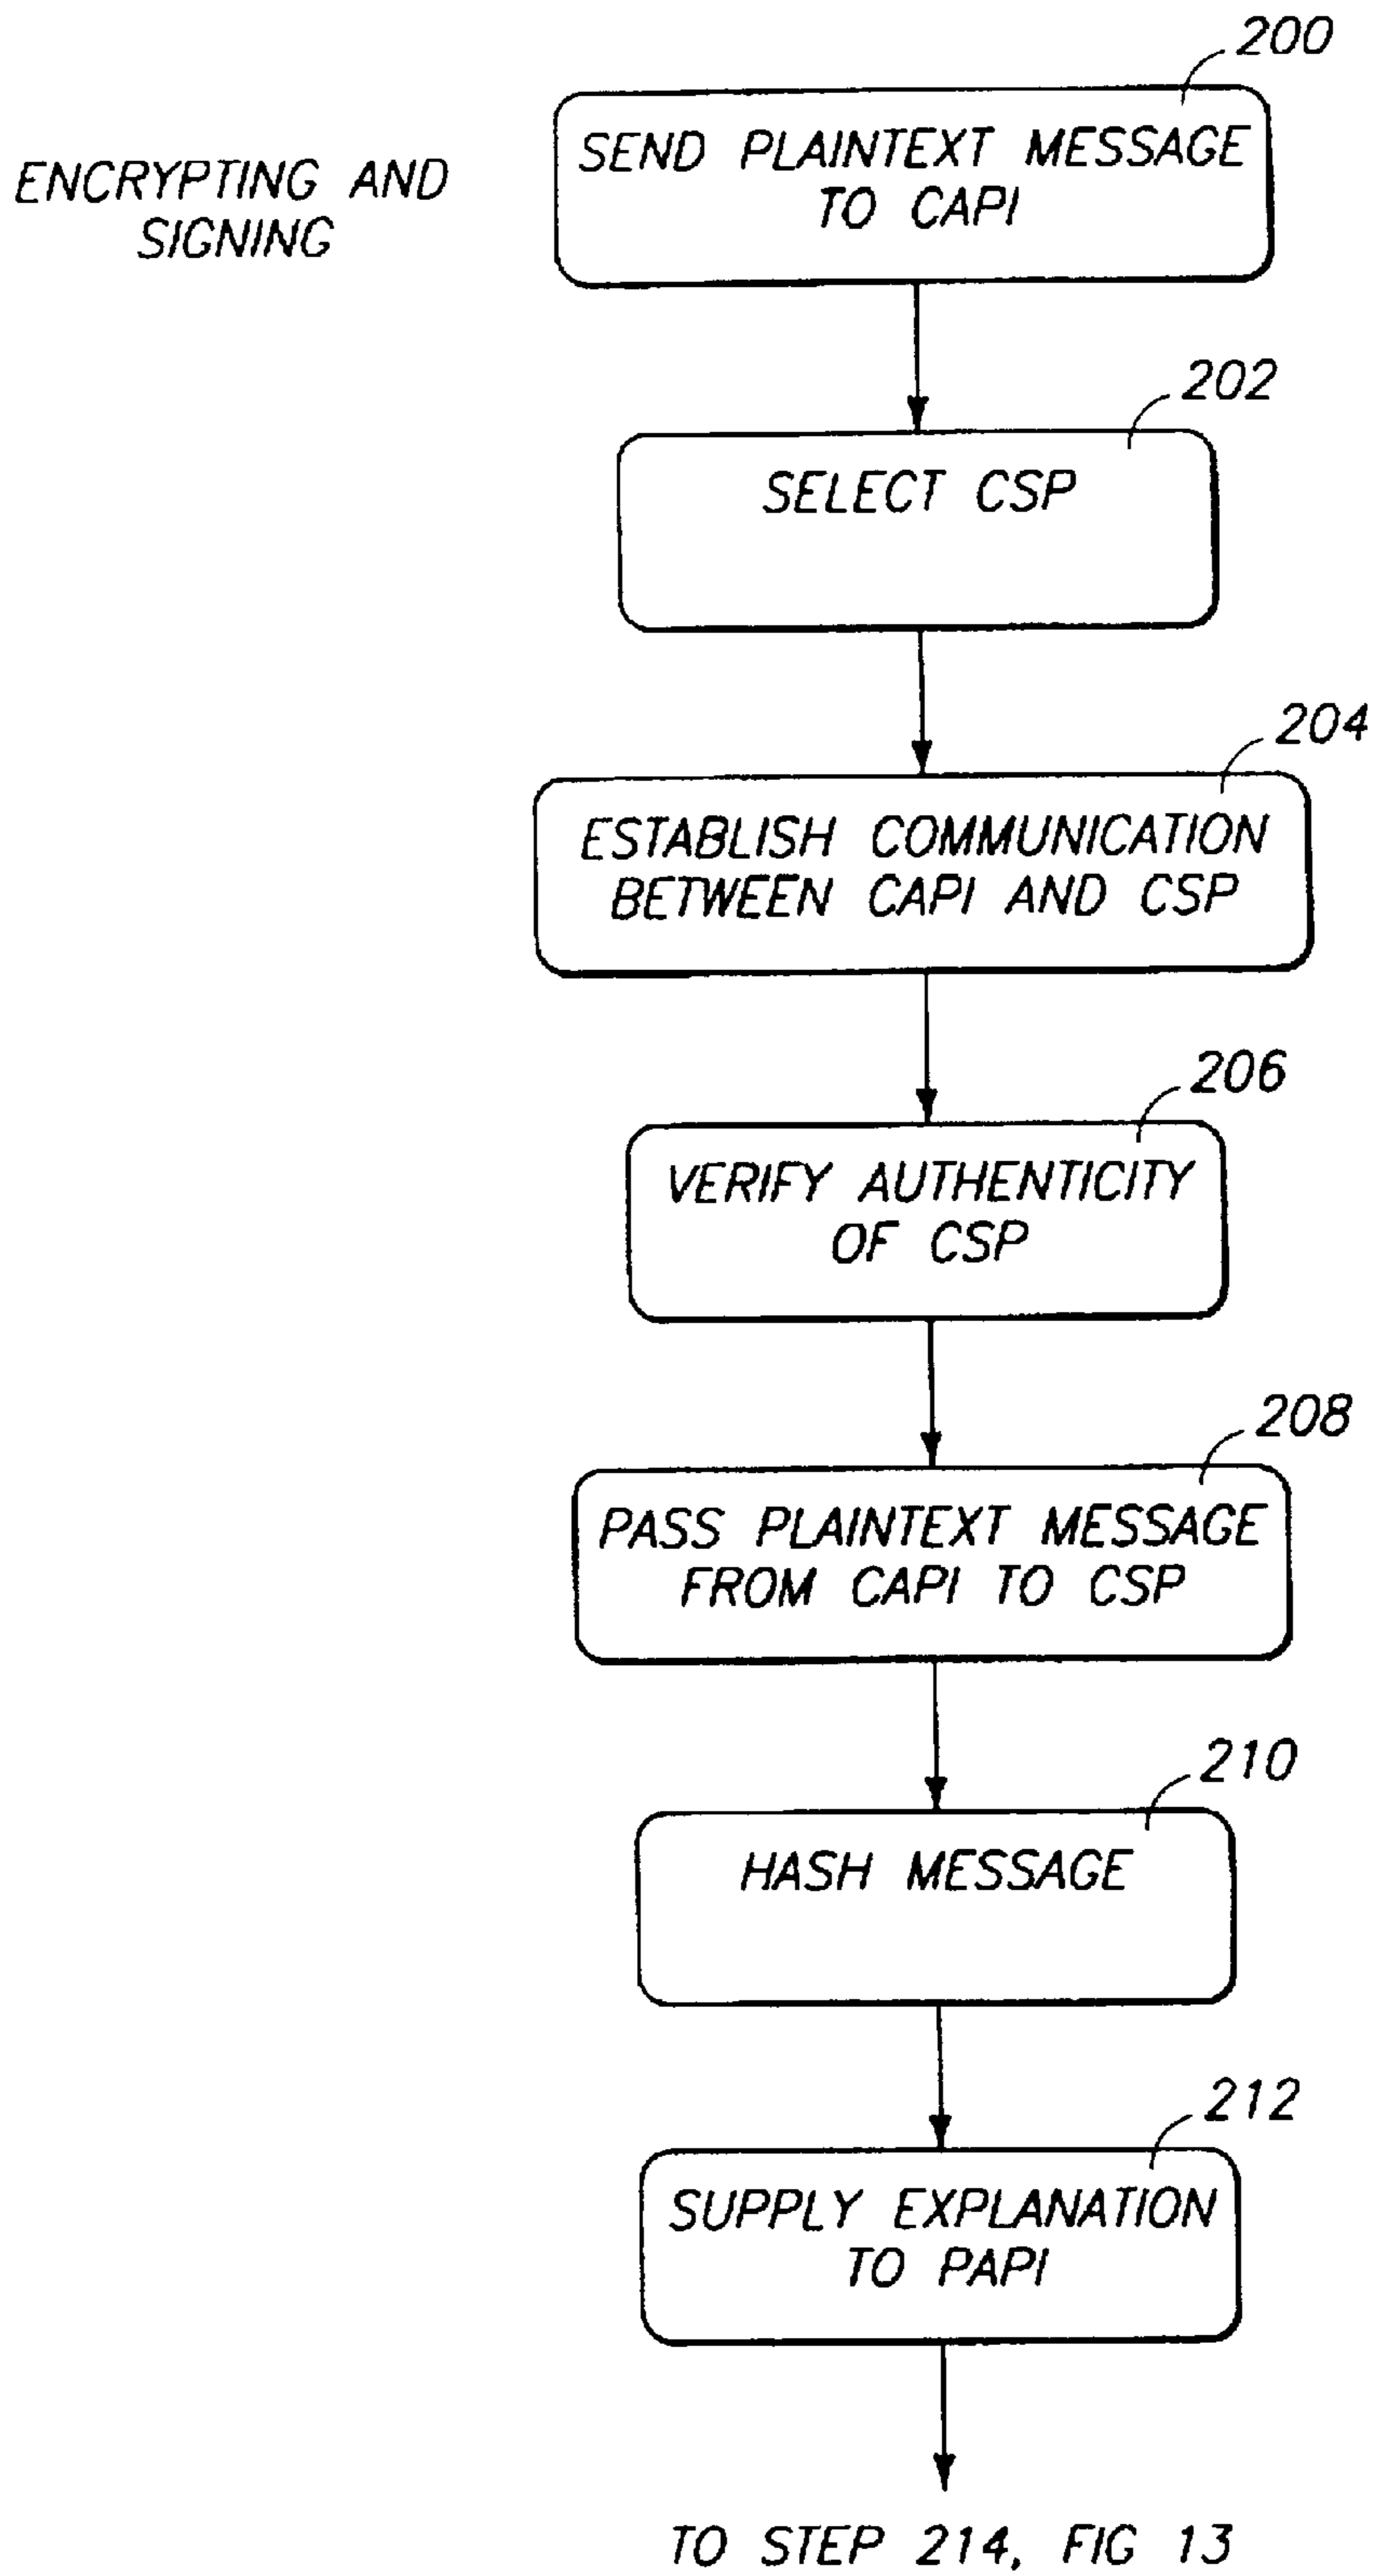 ENCRYPTING AND
SIGNING
200
SEND PLAINTEXT MESSAGE
TO CAPI
202
SELECT CSP
204
ESTABLISH COMMUNICATION
BETWEEN CAPI AND CSP
206
VERIFY AUTHENTICITY
OF CSP
208
PASS PLAINTEXT MESSAGE
FROM CAPI TO CSP
210
HASH MESSAGE
212
SUPPLY EXPLANATION
TO PAPI
TO STEP 214, FIG 13